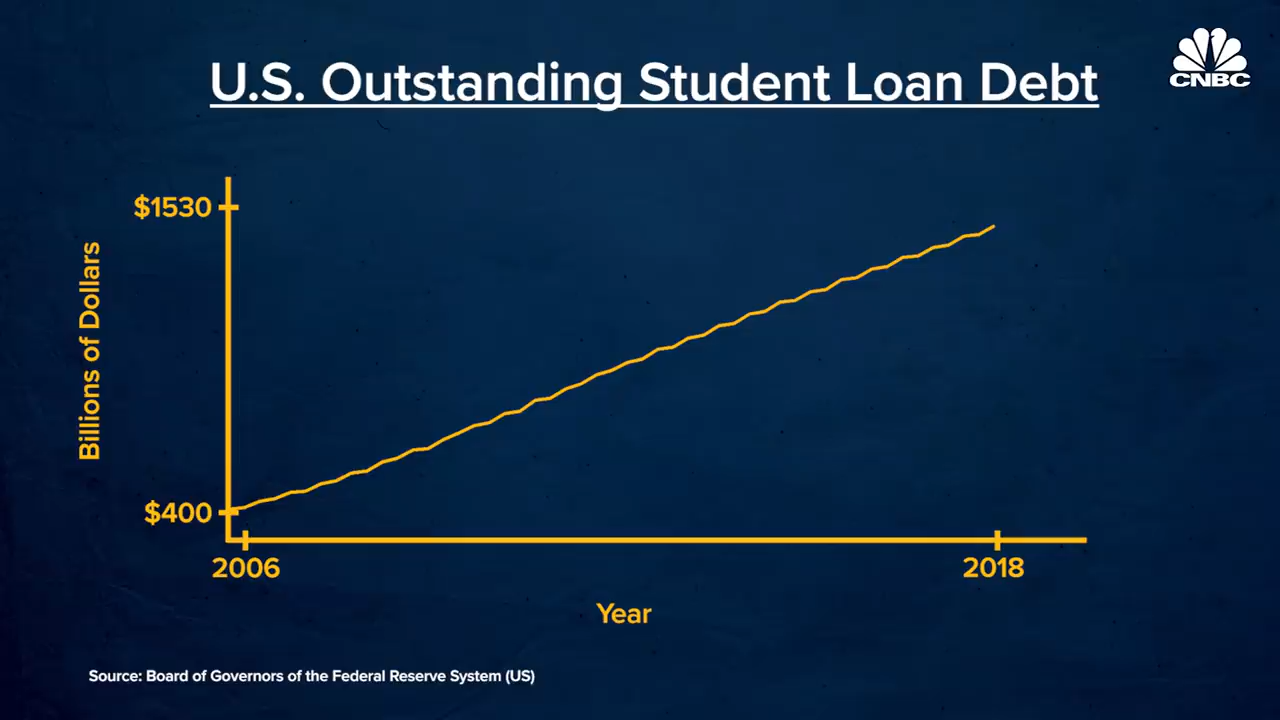 U.S. Outstanding Student Loan Debt
CNBC
$1530
Billions of Dollars
$400
2006
2018
Year
Source: Board of Governors of the Federal Reserve System (US)